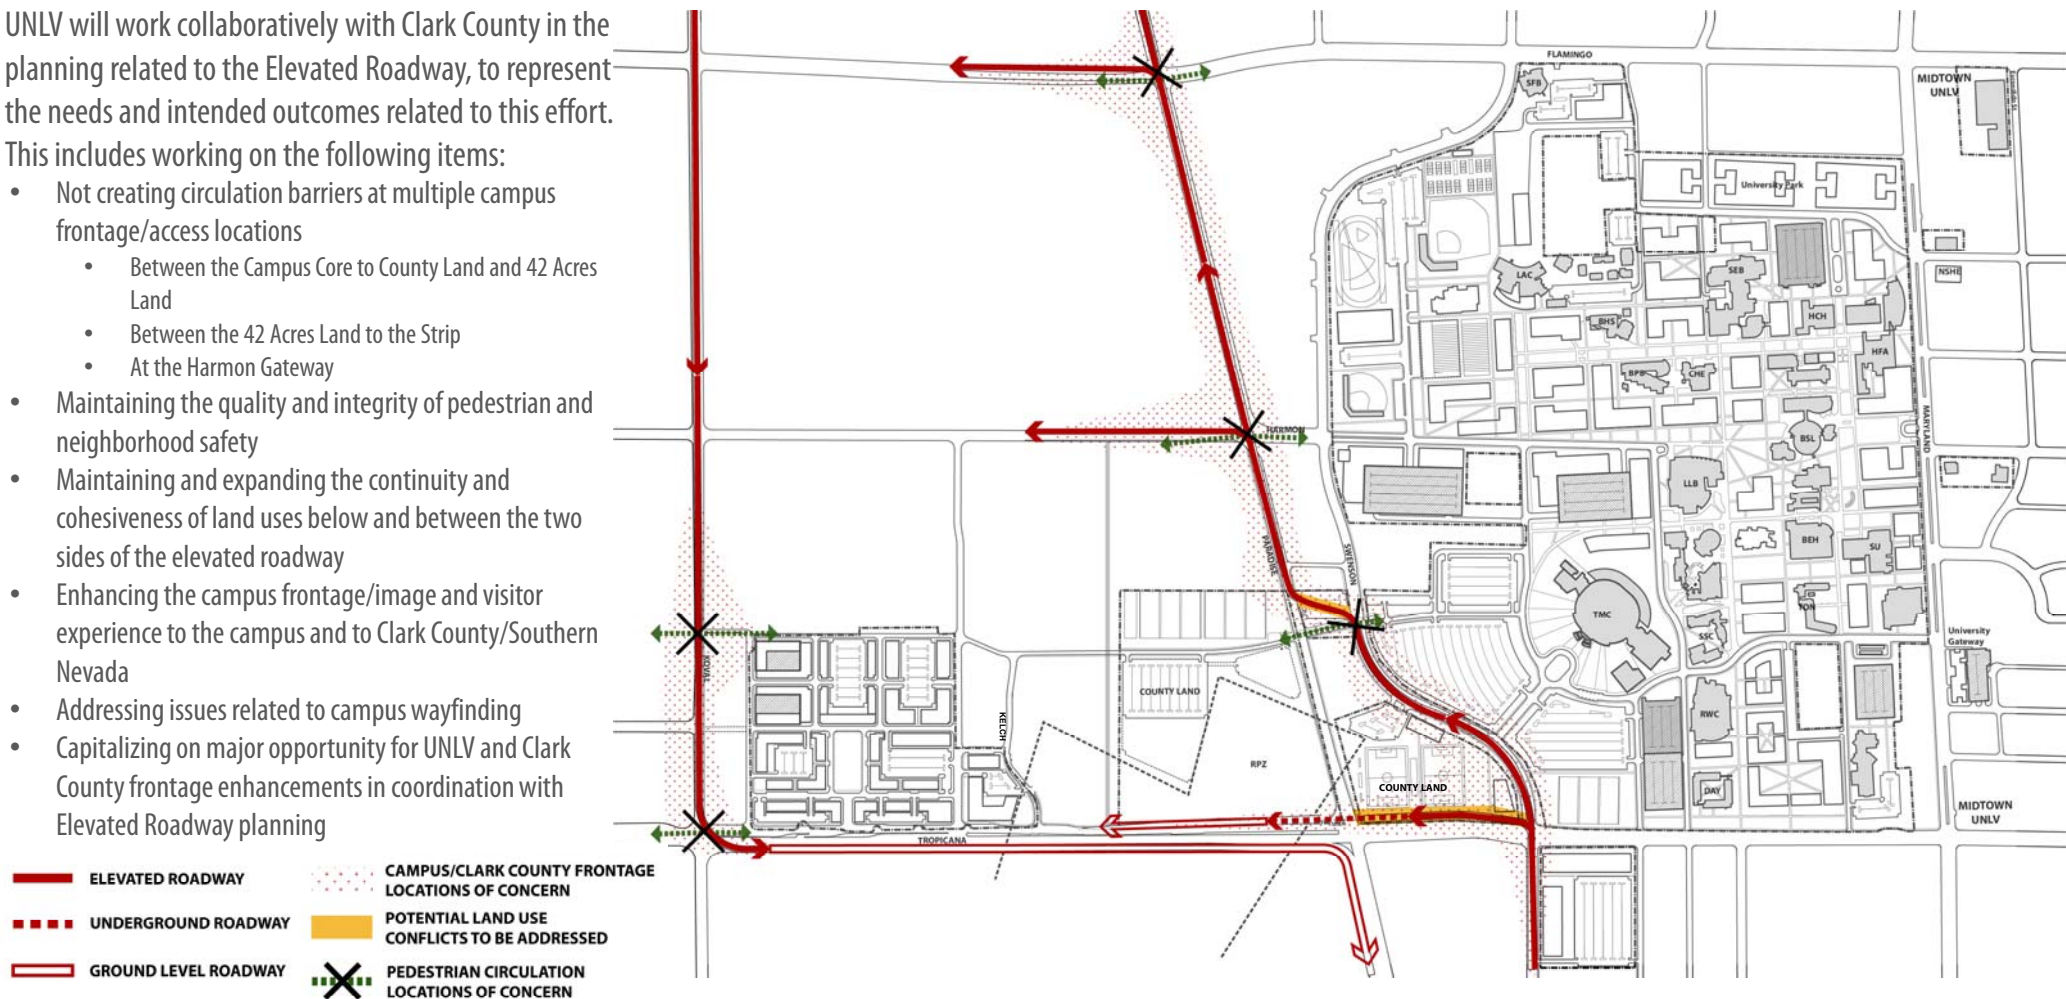 UNLV will work collaboratively with Clark County in the
planning related to the Elevated Roadway, to represent
the needs and intended outcomes related to this effort.
This includes working on the following items:
• Not creating circulation barriers at multiple campus
frontage/access locations
• Between the Campus Core to County Land and 42 Acres
Land
• Between the 42 Acres Land to the Strip
• At the Harmon Gateway
• Maintaining the quality and integrity of pedestrian and
neighborhood safety
• Maintaining and expanding the continuity and
cohesiveness of land uses below and between the two
sides of the elevated roadway
• Enhancing the campus frontage/image and visitor
experience to the campus and to Clark County/Southern
Nevada
• Addressing issues related to campus wayfinding
• Capitalizing on major opportunity for UNLV and Clark
County frontage enhancements in coordination with
Elevated Roadway planning
ELEVATED ROADWAY
UNDERGROUND ROADWAY
GROUND LEVEL ROADWAY
CAMPUS/CLARK COUNTY FRONTAGE
LOCATIONS OF CONCERN
POTENTIAL LAND USE
CONFLICTS TO BE ADDRESSED
PEDESTRIAN CIRCULATION
LOCATIONS OF CONCERN
FLAMINGO
SFB
MIDTOWN
UNLV
University Park
LAC
SEB
NSHE
BHS
HCH
HFA
BPB
CHE
MARYLAND
HARMON
BSL
LLB
PARADISE
SWENSON
BEH
SU
TMC
TON
SSC
University
Gateway
KOVAL
COUNTY LAND
KELCH
RWC
RPZ
COUNTY LAND
DAY
MIDTOWN
UNLV
TROPICANA